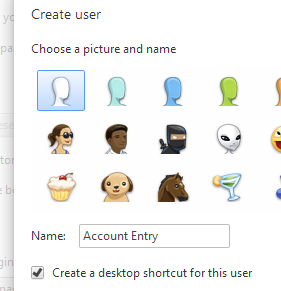 Create user
Choose a picture and name
Name: Account Entry
Create a desktop shortcut for this user